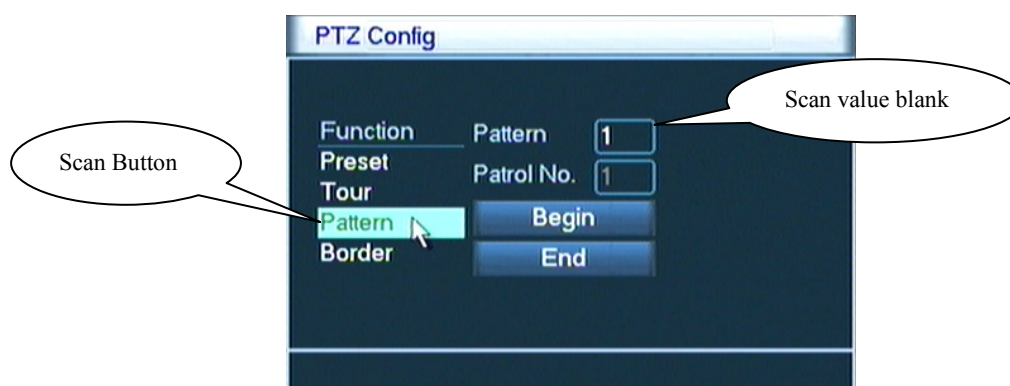 PTZ Config
Scan value blank
Function
Pattern
1
Scan Button
Preset
Patrol No.
1
Tour
Pattern
Begin
Border
End